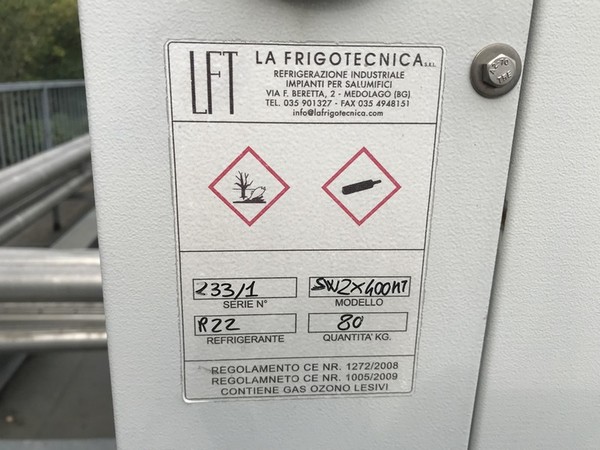 LFT
LA FRIGOTECNICA S.R.L.
REFRIGERAZIONE INDUSTRIALE
IMPIANTI PER SALUMIFICI
VIA F. BERETTA, 2 - MEDOLAGO (BG)
TEL. 035 901327 - FAX 035 4948151
info@lafrigotecnica.com
233/1 SW2X400MT
SERIE N° MODELLO
R22 80
REFRIGERANTE QUANTITA' KG.
REGOLAMENTO CE NR. 1272/2008
REGOLAMNETO CE NR. 1005/2009
CONTIENE GAS OZONO LESIVI